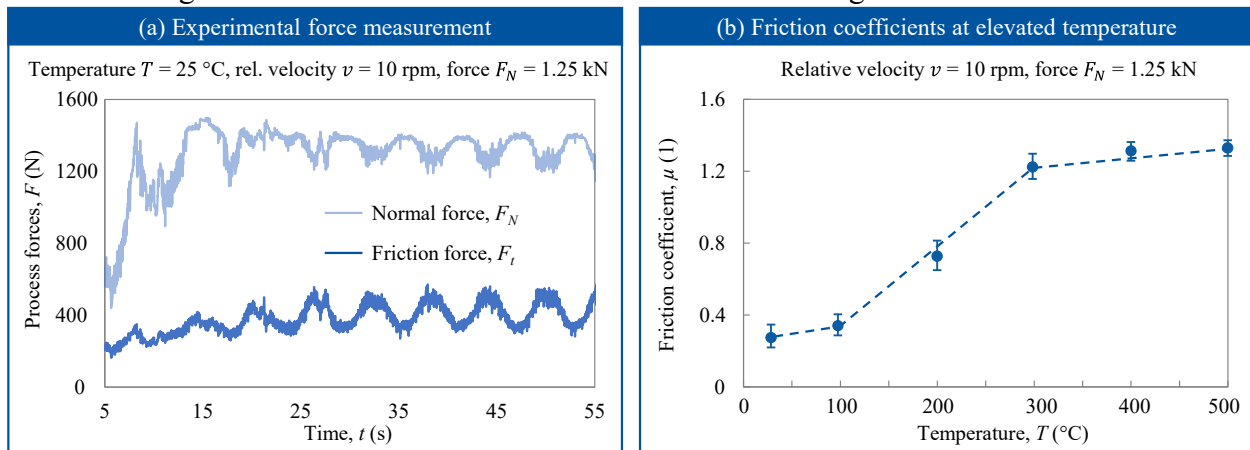 (a) Experimental force measurement
Temperature T = 25 °C, rel. velocity v = 10 rpm, force F_N = 1.25 kN
Process forces, F (N)
1600
1200
800
400
0
Normal force, F_N
Friction force, F_t
5
15
25
35
45
55
Time, t (s)
(b) Friction coefficients at elevated temperature
Relative velocity v = 10 rpm, force F_N = 1.25 kN
Friction coefficient, μ (1)
1.6
1.2
0.8
0.4
0
0
100
200
300
400
500
Temperature, T (°C)